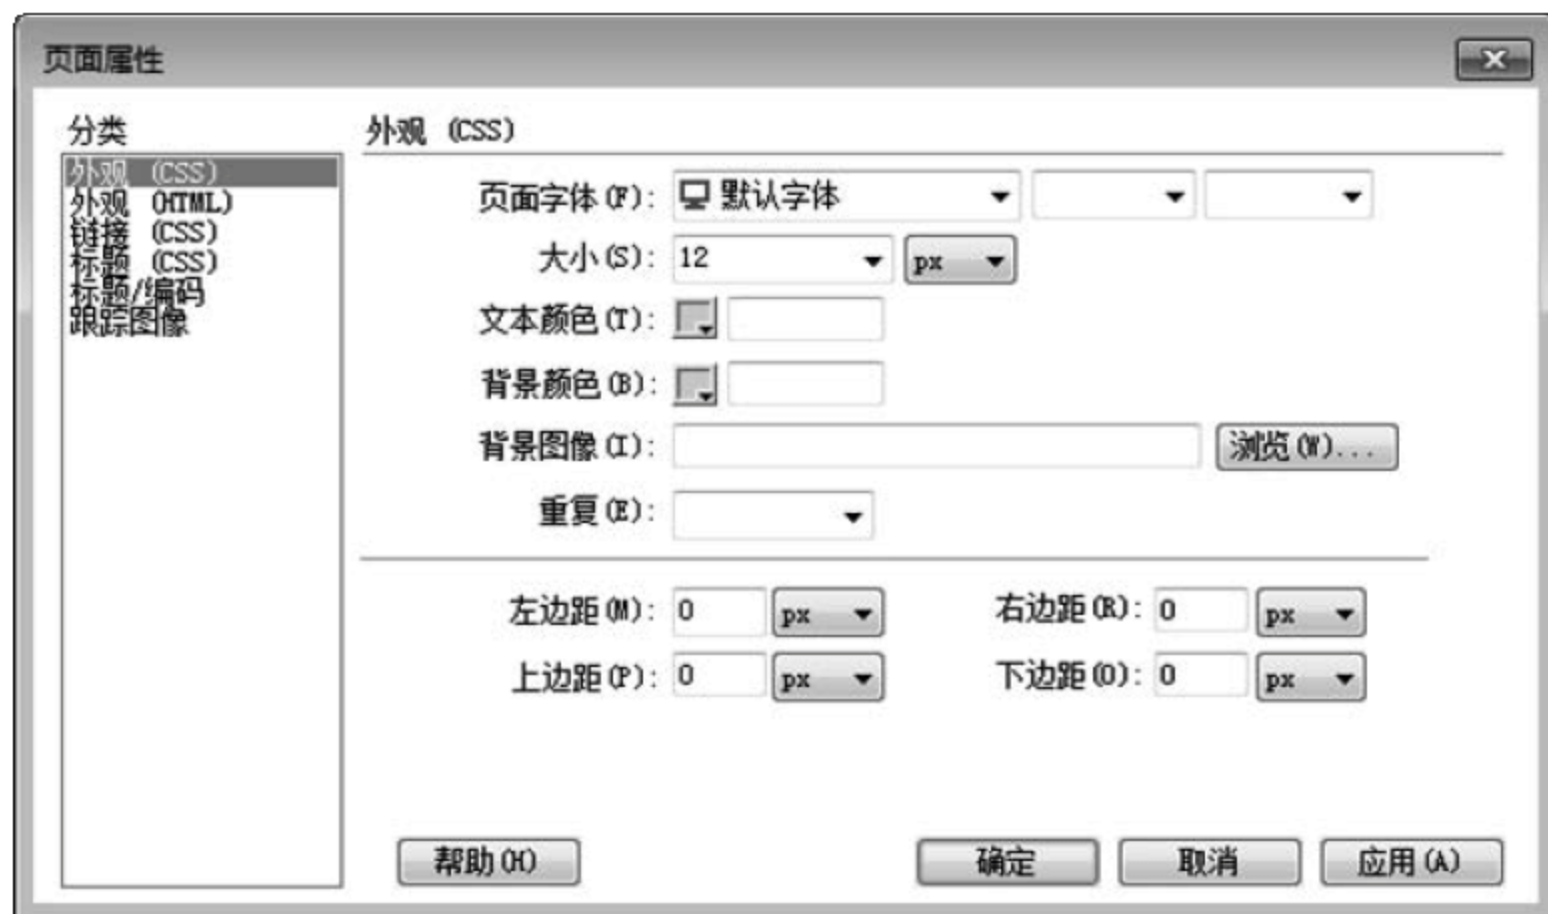 页面属性
分类
外观 (CSS)
外观 (HTML)
链接 (CSS)
标题 (CSS)
标题/编码
跟踪图像
外观 (CSS)
页面字体(F): 默认字体
大小(S): 12 px
文本颜色(T):
背景颜色(B):
背景图像(I): 浏览(W)...
重复(E):
左边距(M): 0 px 右边距(R): 0 px
上边距(P): 0 px 下边距(O): 0 px
帮助(H) 确定 取消 应用(A)